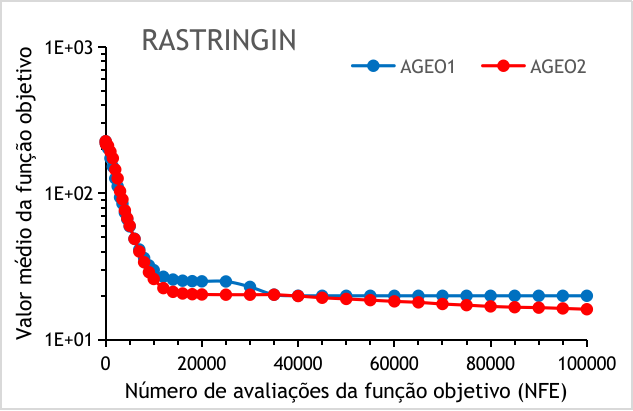 RASTRINGIN
AGEO1
AGEO2
Valor médio da função objetivo
1E+03
1E+02
1E+01
0
20000
40000
60000
80000
100000
Número de avaliações da função objetivo (NFE)